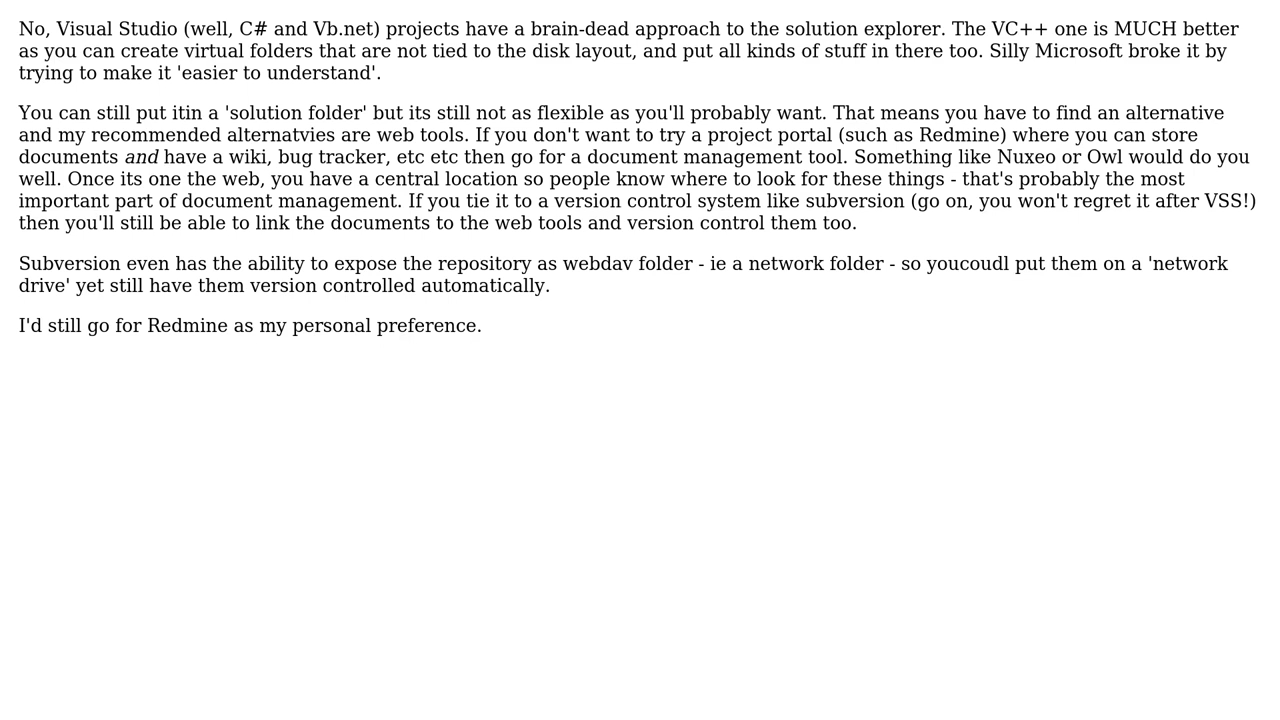 No, Visual Studio (well, C# and Vb.net) projects have a brain-dead approach to the solution explorer. The VC++ one is MUCH better
as you can create virtual folders that are not tied to the disk layout, and put all kinds of stuff in there too. Silly Microsoft broke it by
trying to make it 'easier to understand'.
You can still put itin a 'solution folder' but its still not as flexible as you'll probably want. That means you have to find an alternative
and my recommended alternatvies are web tools. If you don't want to try a project portal (such as Redmine) where you can store
documents and have a wiki, bug tracker, etc etc then go for a document management tool. Something like Nuxeo or Owl would do you
well. Once its one the web, you have a central location so people know where to look for these things - that's probably the most
important part of document management. If you tie it to a version control system like subversion (go on, you won't regret it after VSS!)
then you'll still be able to link the documents to the web tools and version control them too.
Subversion even has the ability to expose the repository as webdav folder - ie a network folder - so youcoudl put them on a 'network
drive' yet still have them version controlled automatically.
I'd still go for Redmine as my personal preference.